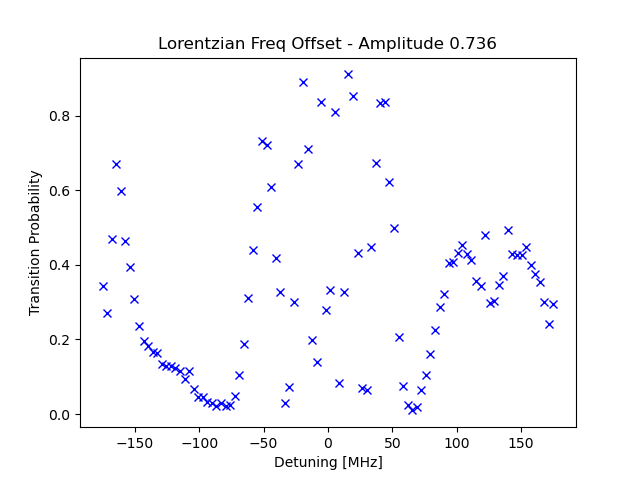 Lorentzian Freq Offset - Amplitude 0.736
Transition Probability
0.8
0.6
0.4
0.2
0.0
−150 −100 −50 0 50 100 150
Detuning [MHz]